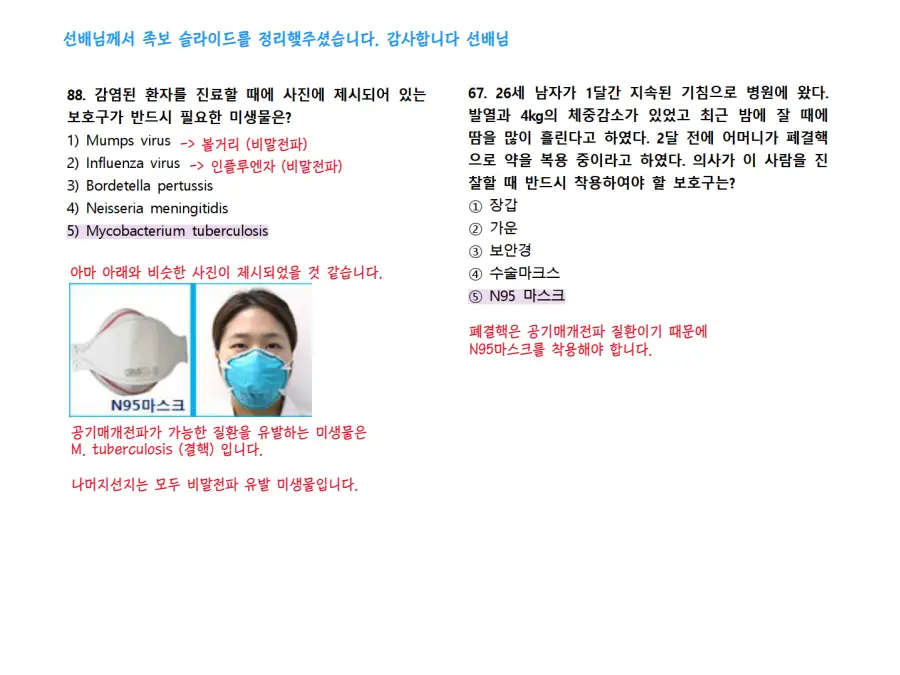 선배님께서 족보 슬라이드를 정리햊주셨습니다. 감사합니다 선배님
88. 감염된 환자를 진료할 때에 사진에 제시되어 있는
보호구가 반드시 필요한 미생물은?
1) Mumps virus -> 볼거리 (비말전파)
2) Influenza virus -> 인플루엔자 (비말전파)
3) Bordetella pertussis
4) Neisseria meningitidis
5) Mycobacterium tuberculosis
아마 아래와 비슷한 사진이 제시되었을 것 같습니다.
N95마스크
공기매개전파가 가능한 질환을 유발하는 미생물은
M. tuberculosis (결핵) 입니다.
나머지선지는 모두 비말전파 유발 미생물입니다.
67. 26세 남자가 1달간 지속된 기침으로 병원에 왔다.
발열과 4kg의 체중감소가 있었고 최근 밤에 잘 때에
땀을 많이 흘린다고 하였다. 2달 전에 어머니가 폐결핵
으로 약을 복용 중이라고 하였다. 의사가 이 사람을 진
찰할 때 반드시 착용하여야 할 보호구는?
① 장갑
② 가운
③ 보안경
④ 수술마크스
⑤ N95 마스크
폐결핵은 공기매개전파 질환이기 때문에
N95마스크를 착용해야 합니다.